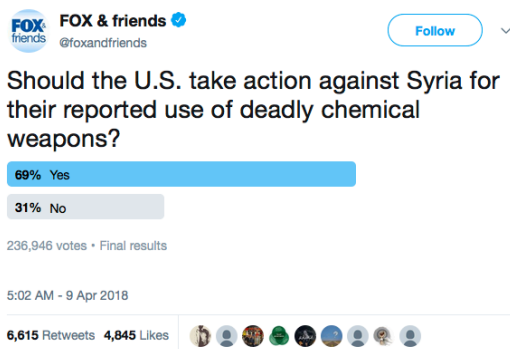 FOX&
friends
FOX & friends
@foxandfriends
Follow
Should the U.S. take action against Syria for
their reported use of deadly chemical
weapons?
69% Yes
31% No
236,946 votes • Final results
5:02 AM - 9 Apr 2018
6,615 Retweets 4,845 Likes